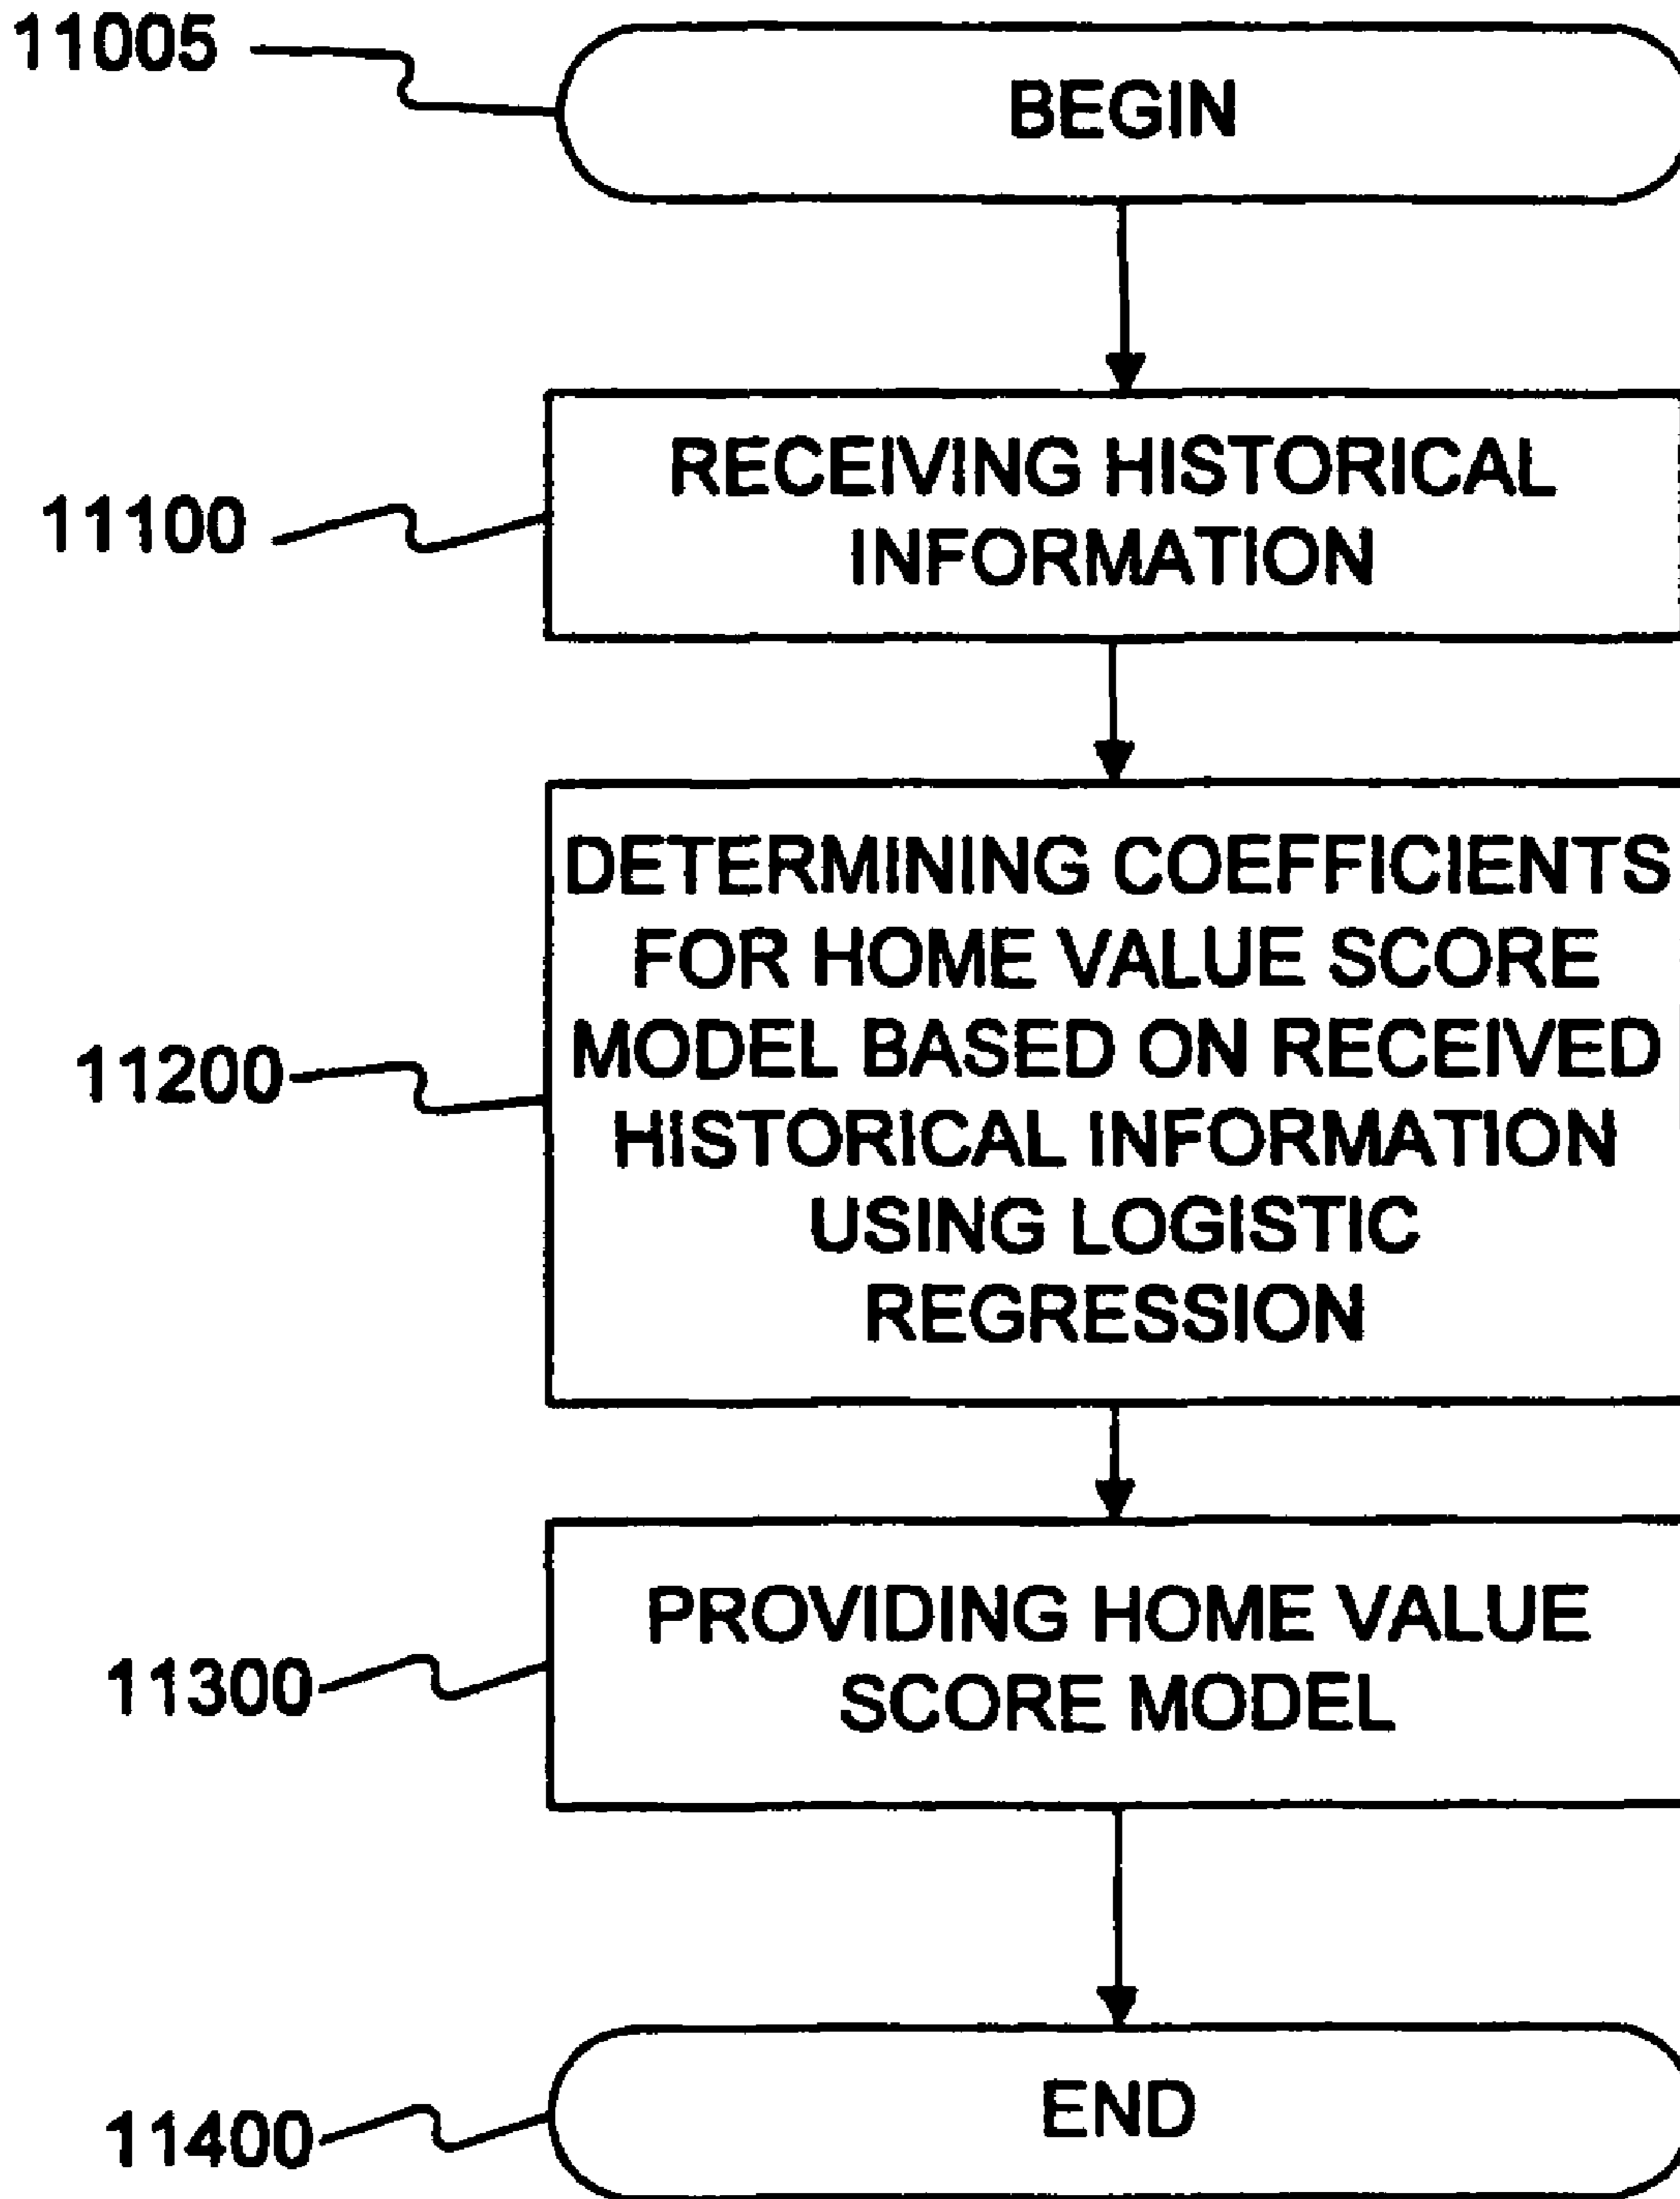 11005
BEGIN
11100
RECEIVING HISTORICAL
INFORMATION
11200
DETERMINING COEFFICIENTS
FOR HOME VALUE SCORE
MODEL BASED ON RECEIVED
HISTORICAL INFORMATION
USING LOGISTIC
REGRESSION
11300
PROVIDING HOME VALUE
SCORE MODEL
11400
END